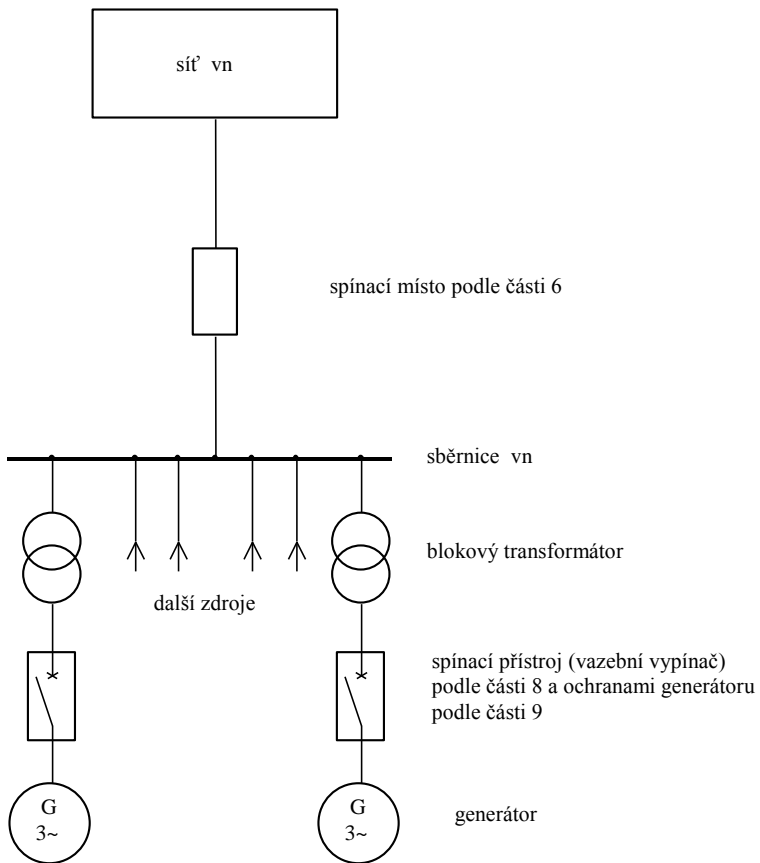 síť vn
spínací místo podle části 6
sběrnice vn
blokový transformátor
další zdroje
spínací přístroj (vazební vypínač)
podle části 8 a ochranami generátoru
podle části 9
G
3~
G
3~
generátor